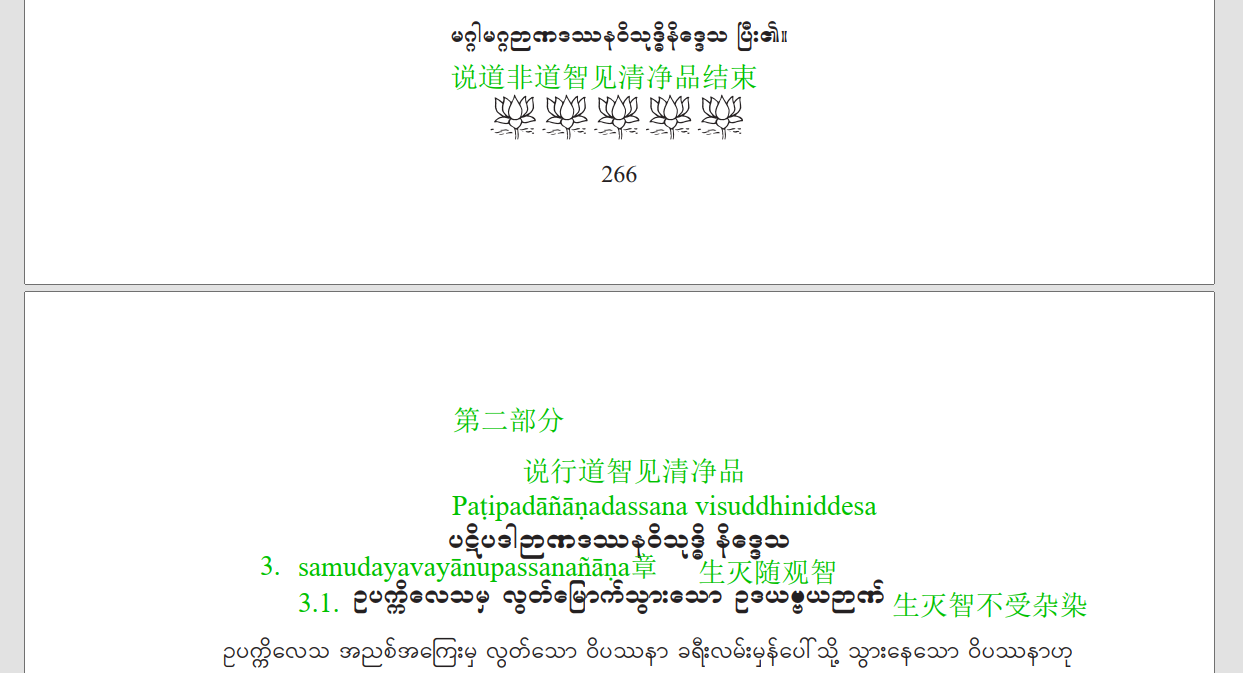 မဂ္ဂါမဂ္ဂဉာဏဒဿနဝိသုဒ္ဓိနိဒ္ဒေသ ပြီး၏။
说道非道智见清净品结束
266
第二部分
说行道智见清净品
Paṭipadāñāṇadassana visuddhiniddesa
ပဋိပဒါဉာဏဒဿနဝိသုဒ္ဓိ နိဒ္ဒေသ
3. samudayavayānupassanañāṇa章 生灭随观智
3.1. ဥပက္ကိလေသမှ လွတ်မြောက်သွားသော ဥဒယဗ္ဗယဉာဏ် 生灭智不受杂染
ဥပက္ကိလေသ အညစ်အကြေးမှ လွတ်သော ဝိပဿနာ ခရီးလမ်းမှန်ပေါ်သို့ သွားနေသော ဝိပဿနာဟု